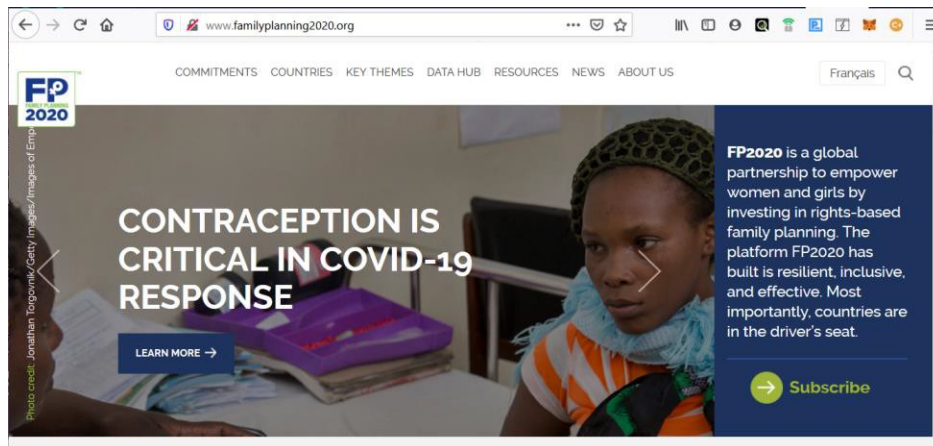 www.familyplanning2020.org
FP
FAMILY PLANNING
2020
COMMITMENTS COUNTRIES KEY THEMES DATA HUB RESOURCES NEWS ABOUT US
Français
Photo credit: Jonathan Torgovnik/Getty Images/Images of Emp
CONTRACEPTION IS
CRITICAL IN COVID-19
RESPONSE
LEARN MORE →
FP2020 is a global
partnership to empower
women and girls by
investing in rights-based
family planning. The
platform FP2020 has
built is resilient, inclusive,
and effective. Most
importantly, countries are
in the driver's seat.
Subscribe